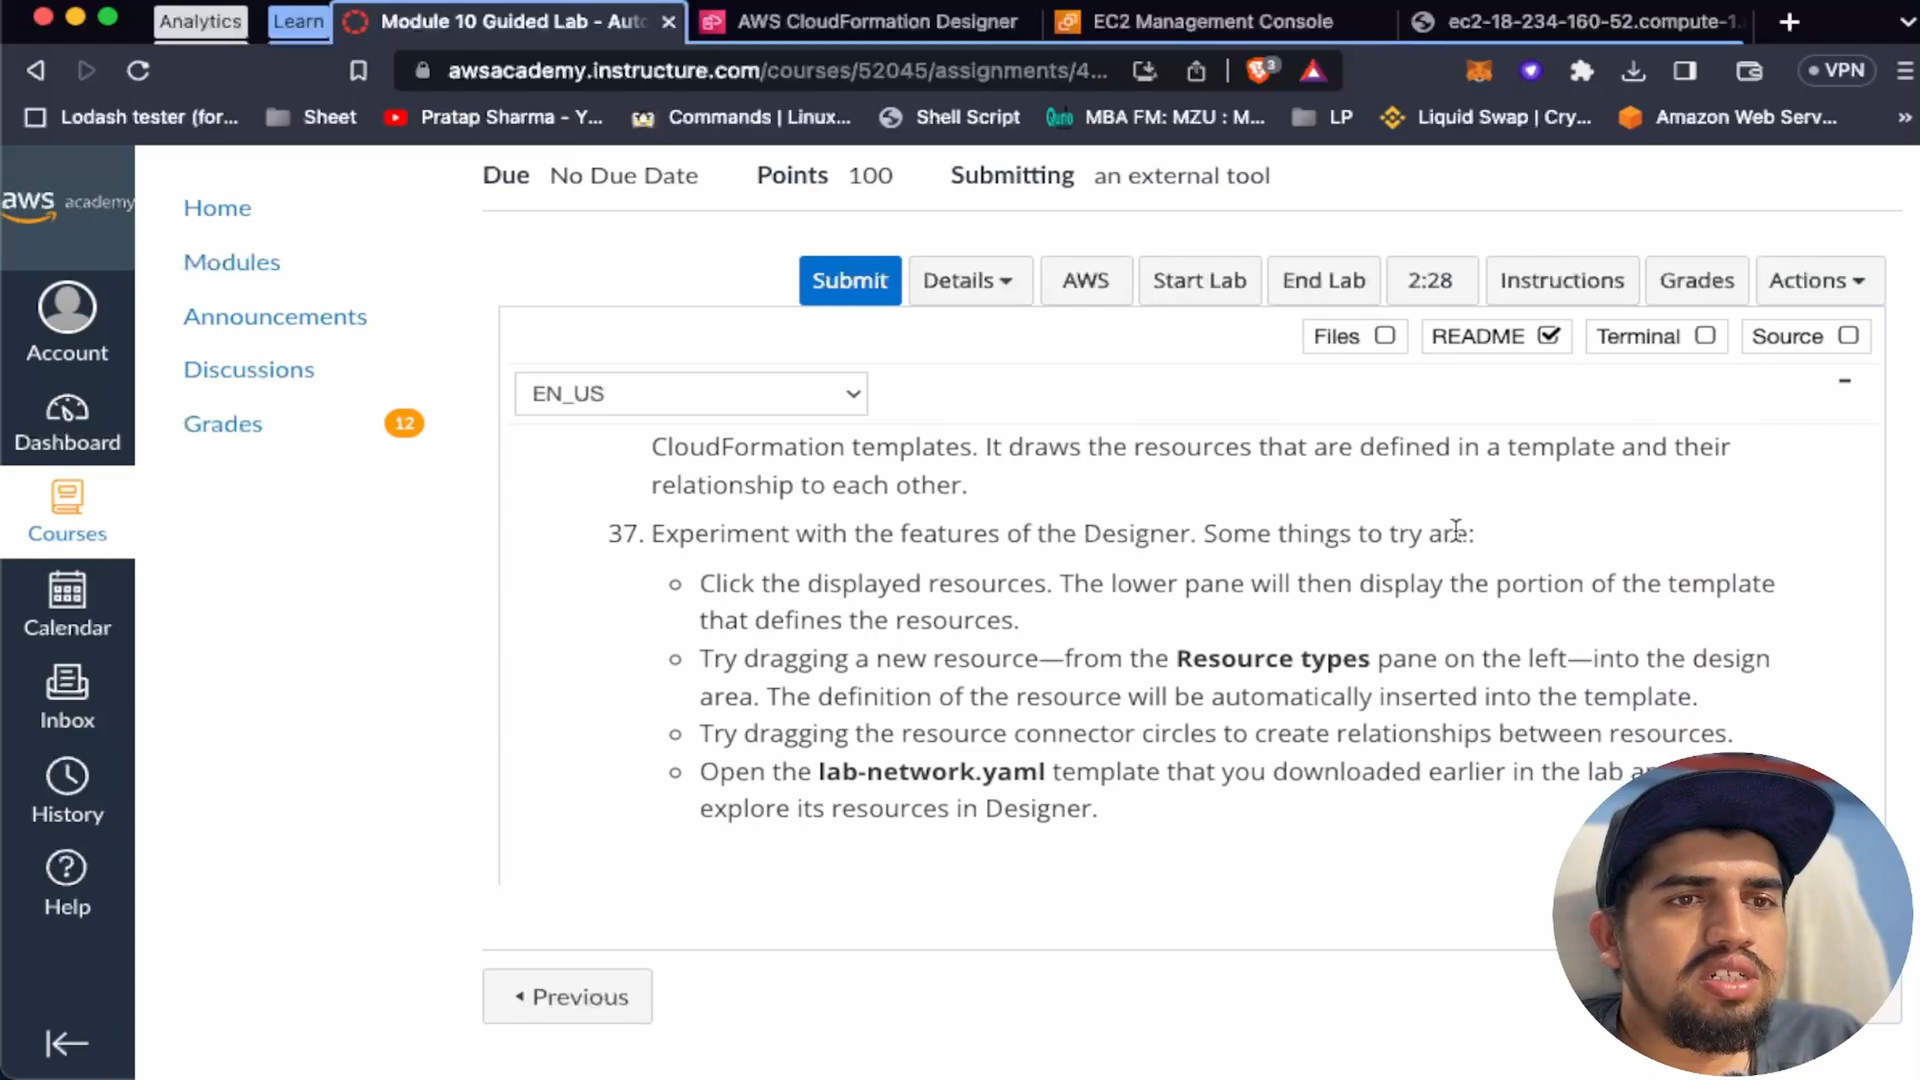 Analytics Learn Module 10 Guided Lab - Aut AWS CloudFormation Designer EC2 Management Console ec2-18-234-160-52.compute-1.
awsacademy.instructure.com/courses/52045/assignments/4... 3 VPN
Lodash tester (for... Sheet Pratap Sharma - Y... Commands | Linux... Shell Script MBA FM: MZU : M... LP Liquid Swap | Cry... Amazon Web Serv... »
aws academy
Account
Dashboard
Courses
Calendar
Inbox
History
Help
Home
Modules
Announcements
Discussions
Grades 12
Due No Due Date Points 100 Submitting an external tool
Submit Details AWS Start Lab End Lab 2:28 Instructions Grades Actions
Files README Terminal Source
EN_US
CloudFormation templates. It draws the resources that are defined in a template and their
relationship to each other.
37. Experiment with the features of the Designer. Some things to try are:
Click the displayed resources. The lower pane will then display the portion of the template
that defines the resources.
Try dragging a new resource—from the Resource types pane on the left—into the design
area. The definition of the resource will be automatically inserted into the template.
Try dragging the resource connector circles to create relationships between resources.
Open the lab-network.yaml template that you downloaded earlier in the lab
explore its resources in Designer.
Previous